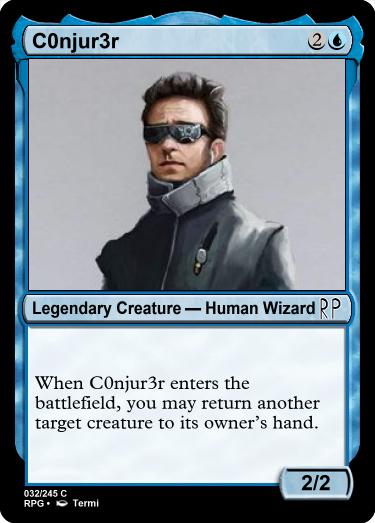 C0njur3r 2
Legendary Creature — Human Wizard RP
When C0njur3r enters the
battlefield, you may return another
target creature to its owner's hand.
2/2
032/245 C
RPG • Termi